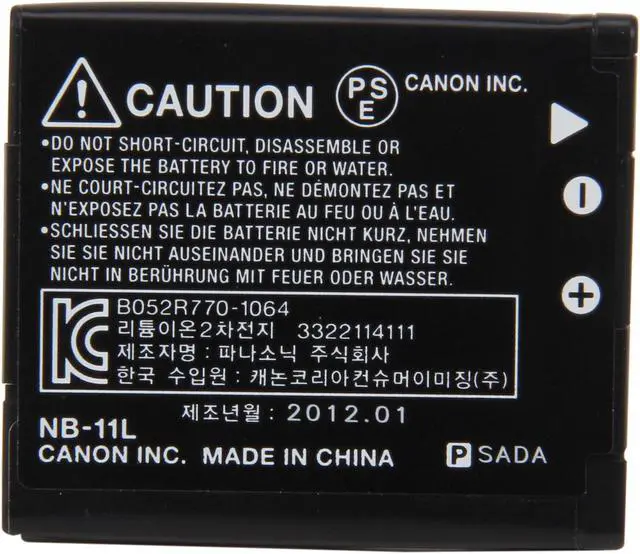 CAUTION
PSE
CANON INC.
•DO NOT SHORT-CIRCUIT, DISASSEMBLE OR
EXPOSE THE BATTERY TO FIRE OR WATER.
•NE COURT-CIRCUITEZ PAS, NE DÉMONTEZ PAS ET
N'EXPOSEZ PAS LA BATTERIE AU FEU OU À L'EAU.
•SCHLIESSEN SIE DIE BATTERIE NICHT KURZ, NEHMEN
SIE SIE NICHT AUSEINANDER UND BRINGEN SIE SIE
NICHT IN BERÜHRUNG MIT FEUER ODER WASSER.
B052R770-1064
리튬이온2차전지 3322114111
제조자 : 파나소닉 주식회사
한국 수입원 : 캐논코리아컨슈머이미징(주)
제조년월 : 2012.01
NB-11L
CANON INC. MADE IN CHINA
P SADA